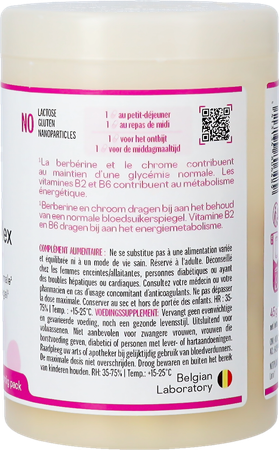 NO LACTOSE
GLUTEN
NANOPARTICLES
1 au petit-déjeuner
1 au repas de midi
1 voor het ontbijt
1 voor de middagmaaltijd
¹La berbérine et le chrome contribuent
au maintien d'une glycémie normale. Les
vitamines B2 et B6 contribuent au métabolisme
énergétique.
¹Berberine en chroom dragen bij aan het behoud
van een normale bloedsuikerspiegel. Vitamine B2
en B6 dragen bij aan het energiemetabolisme.
COMPLÉMENT ALIMENTAIRE : Ne se substitue pas à une alimentation variée
et équilibrée ni à un mode de vie sain. Réservé à l'adulte. Déconseillé
chez les femmes enceintes/allaitantes, personnes diabétiques ou ayant
des troubles hépatiques ou cardiaques. Consultez votre médecin ou votre
pharmacien en cas d'usage concomitant d'anticoagulants. Ne pas dépasser
la dose maximale. Conserver au sec et hors de portée des enfants. HR : 35-
75% | Temp. : +15-25°C. VOEDINGSSUPPLEMENT: Vervangt geen evenwichtige
en gevarieerde voeding, noch een gezonde levensstijl. Uitsluitend voor
volwassenen. Niet aanbevolen voor zwangere vrouwen, vrouwen die
borstvoeding geven, diabetici of personen met lever- of hartaandoeningen.
Raadpleeg uw arts of apotheker bij gelijktijdig gebruik van bloedverdunners.
De maximale dosis niet overschrijden. Droog bewaren en buiten het bereik
van kinderen houden. RH: 35-75% | Temp.: +15-25°C
Belgian
Laboratory
ex
pack